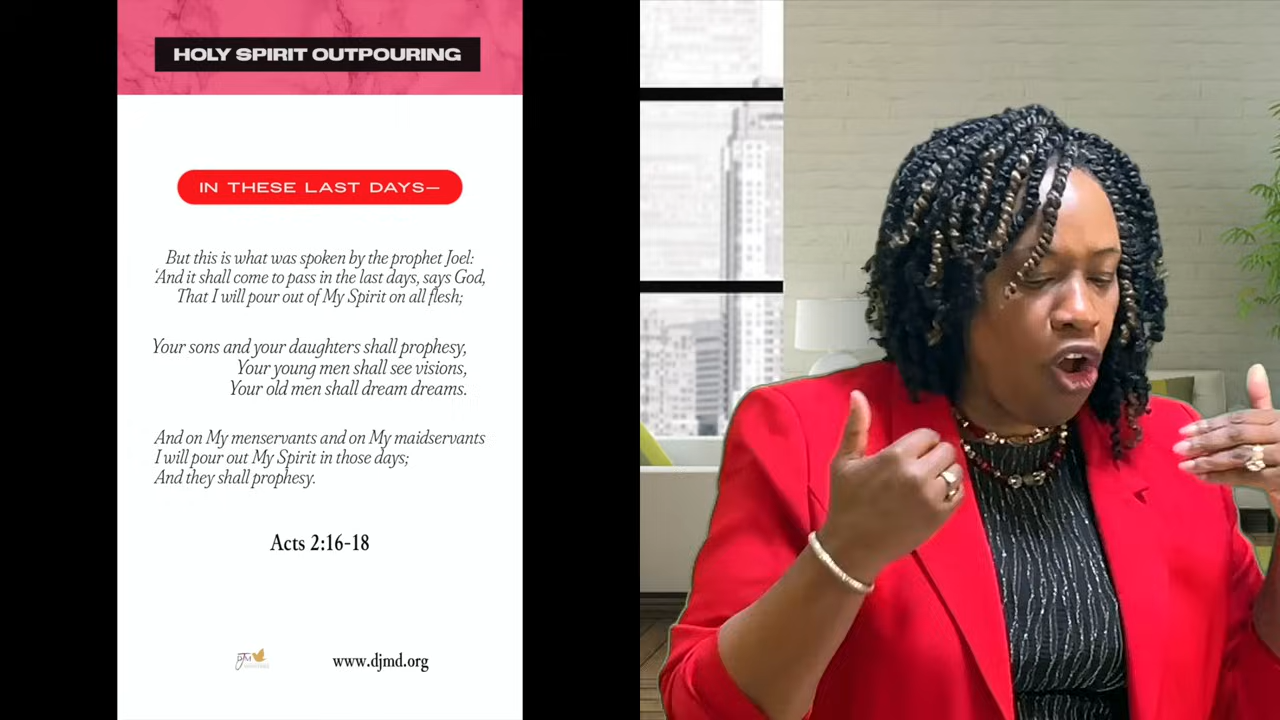 HOLY SPIRIT OUTPOURING
IN THESE LAST DAYS—
But this is what was spoken by the prophet Joel:
‘And it shall come to pass in the last days, says God,
That I will pour out of My Spirit on all flesh;
Your sons and your daughters shall prophesy,
Your young men shall see visions,
Your old men shall dream dreams.
And on My menservants and on My maidservants
I will pour out My Spirit in those days;
And they shall prophesy.
Acts 2:16-18
www.djmd.org